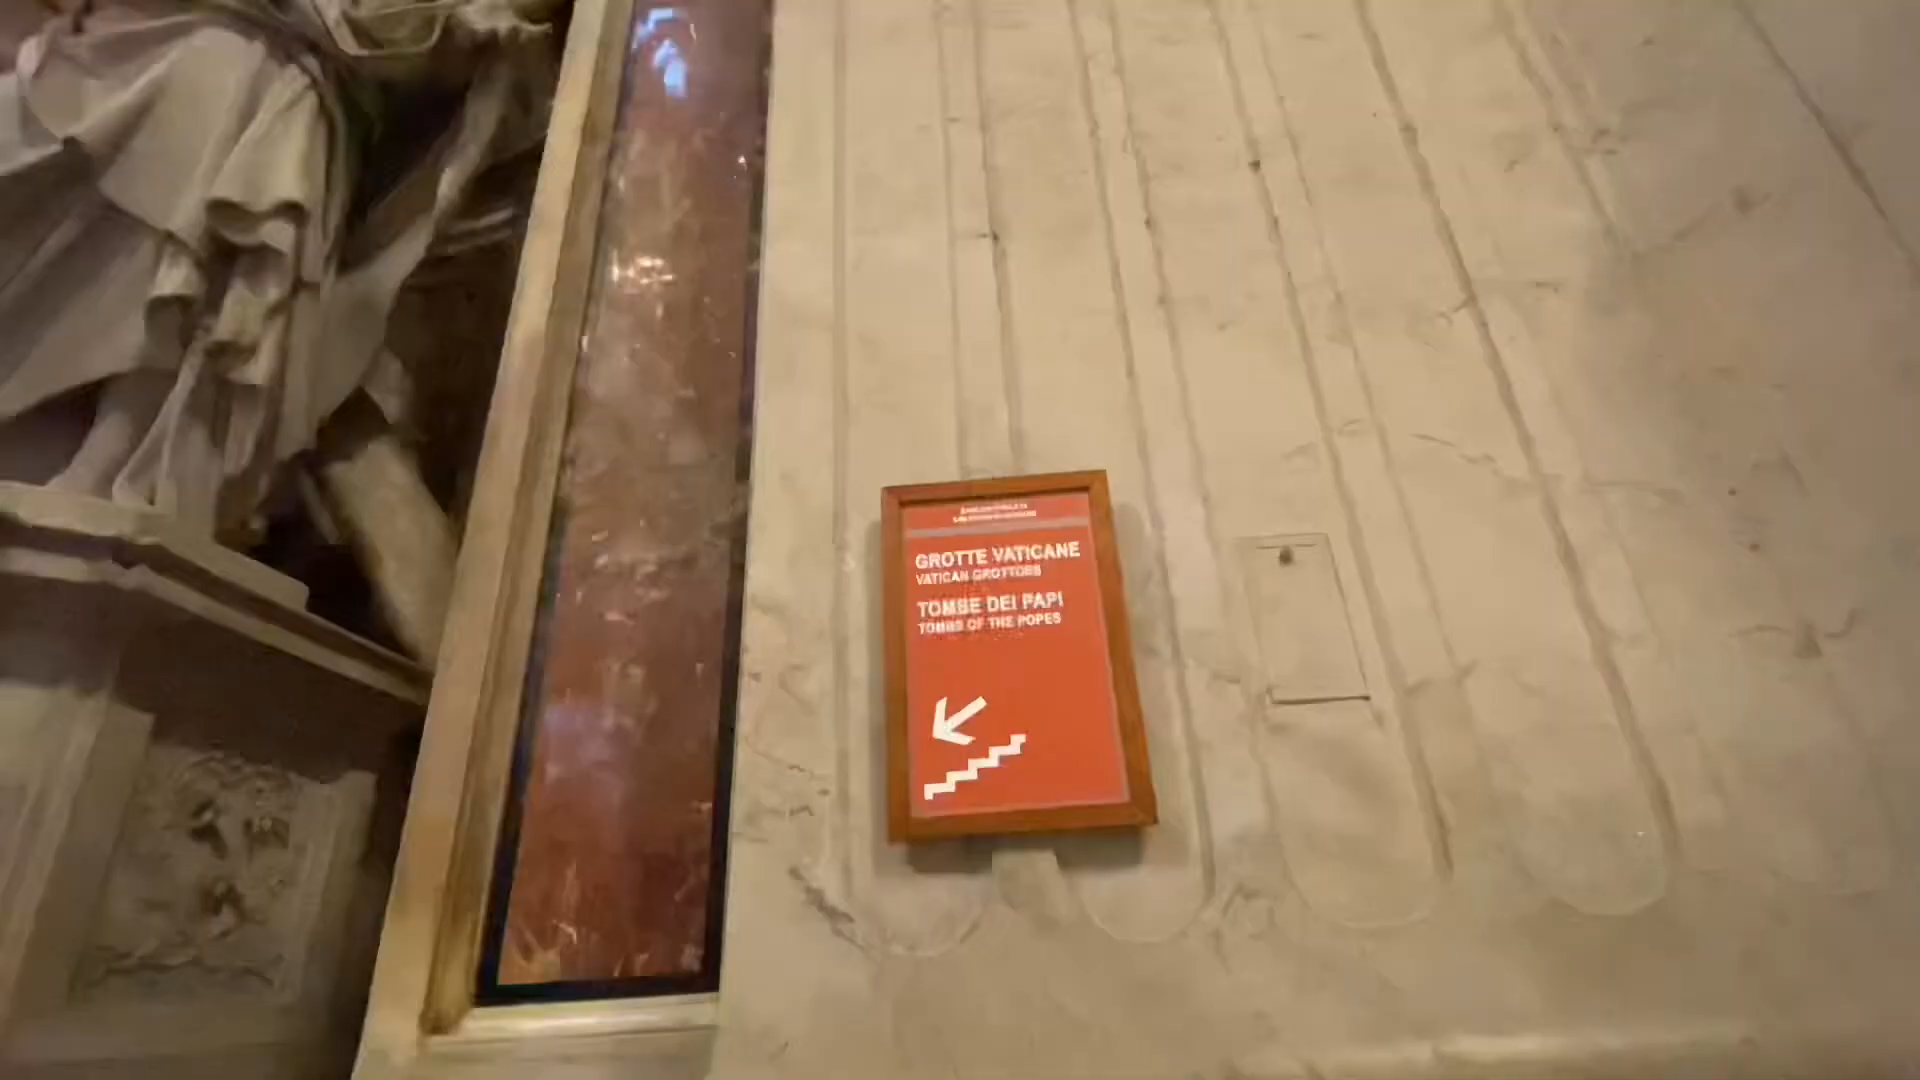 GROTTE VATICANE
VATICAN GROTTOES
TOMBE DEI PAPI
TOMBS OF THE POPES